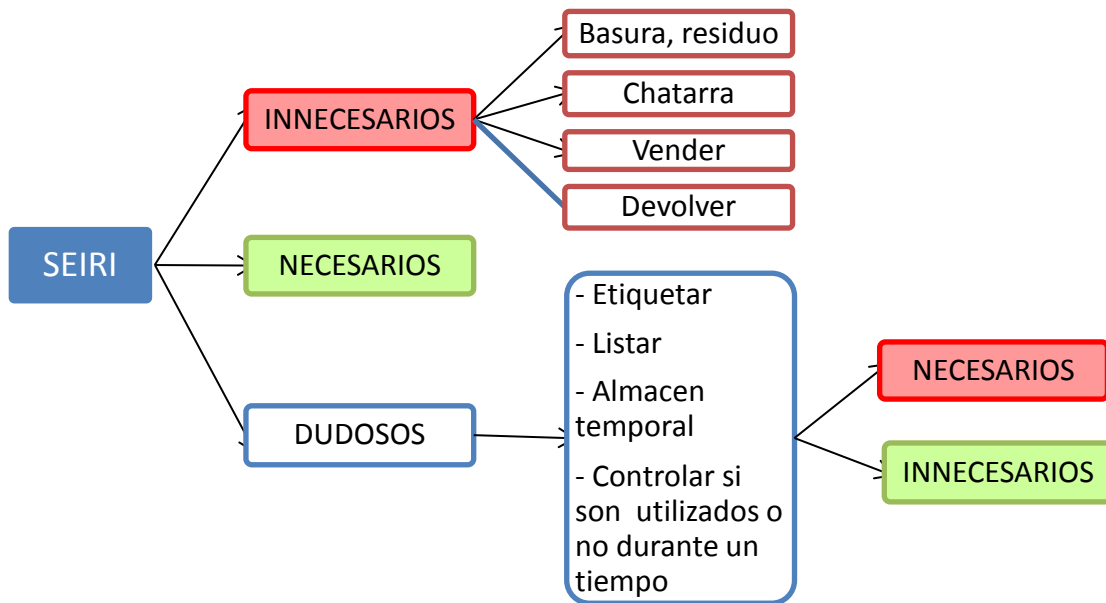 Basura, residuo
Chatarra
INNECESARIOS
Vender
Devolver
SEIRI
NECESARIOS
- Etiquetar
- Listar
- Almacen
temporal
- Controlar si
son utilizados o
no durante un
tiempo
DUDOSOS
NECESARIOS
INNECESARIOS